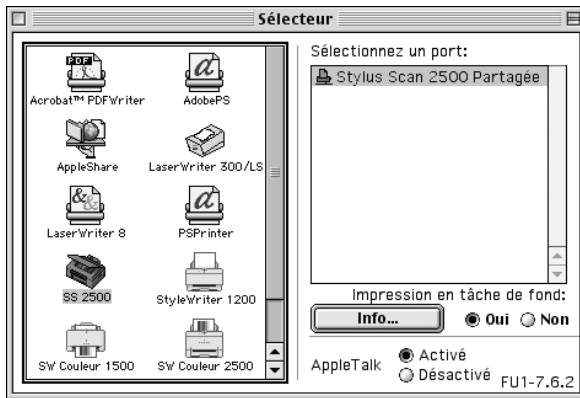 Sélecteur
Acrobat™ PDFWriter
AdobePS
AppleShare
LaserWriter 300/LS
LaserWriter 8
PSPrinter
SS 2500
StyleWriter 1200
SW Couleur 1500
SW Couleur 2500
Sélectionnez un port:
Stylus Scan 2500 Partagée
Impression en tâche de fond:
Info...
Oui
Non
AppleTalk
Activé
Désactivé
FU1-7.6.2